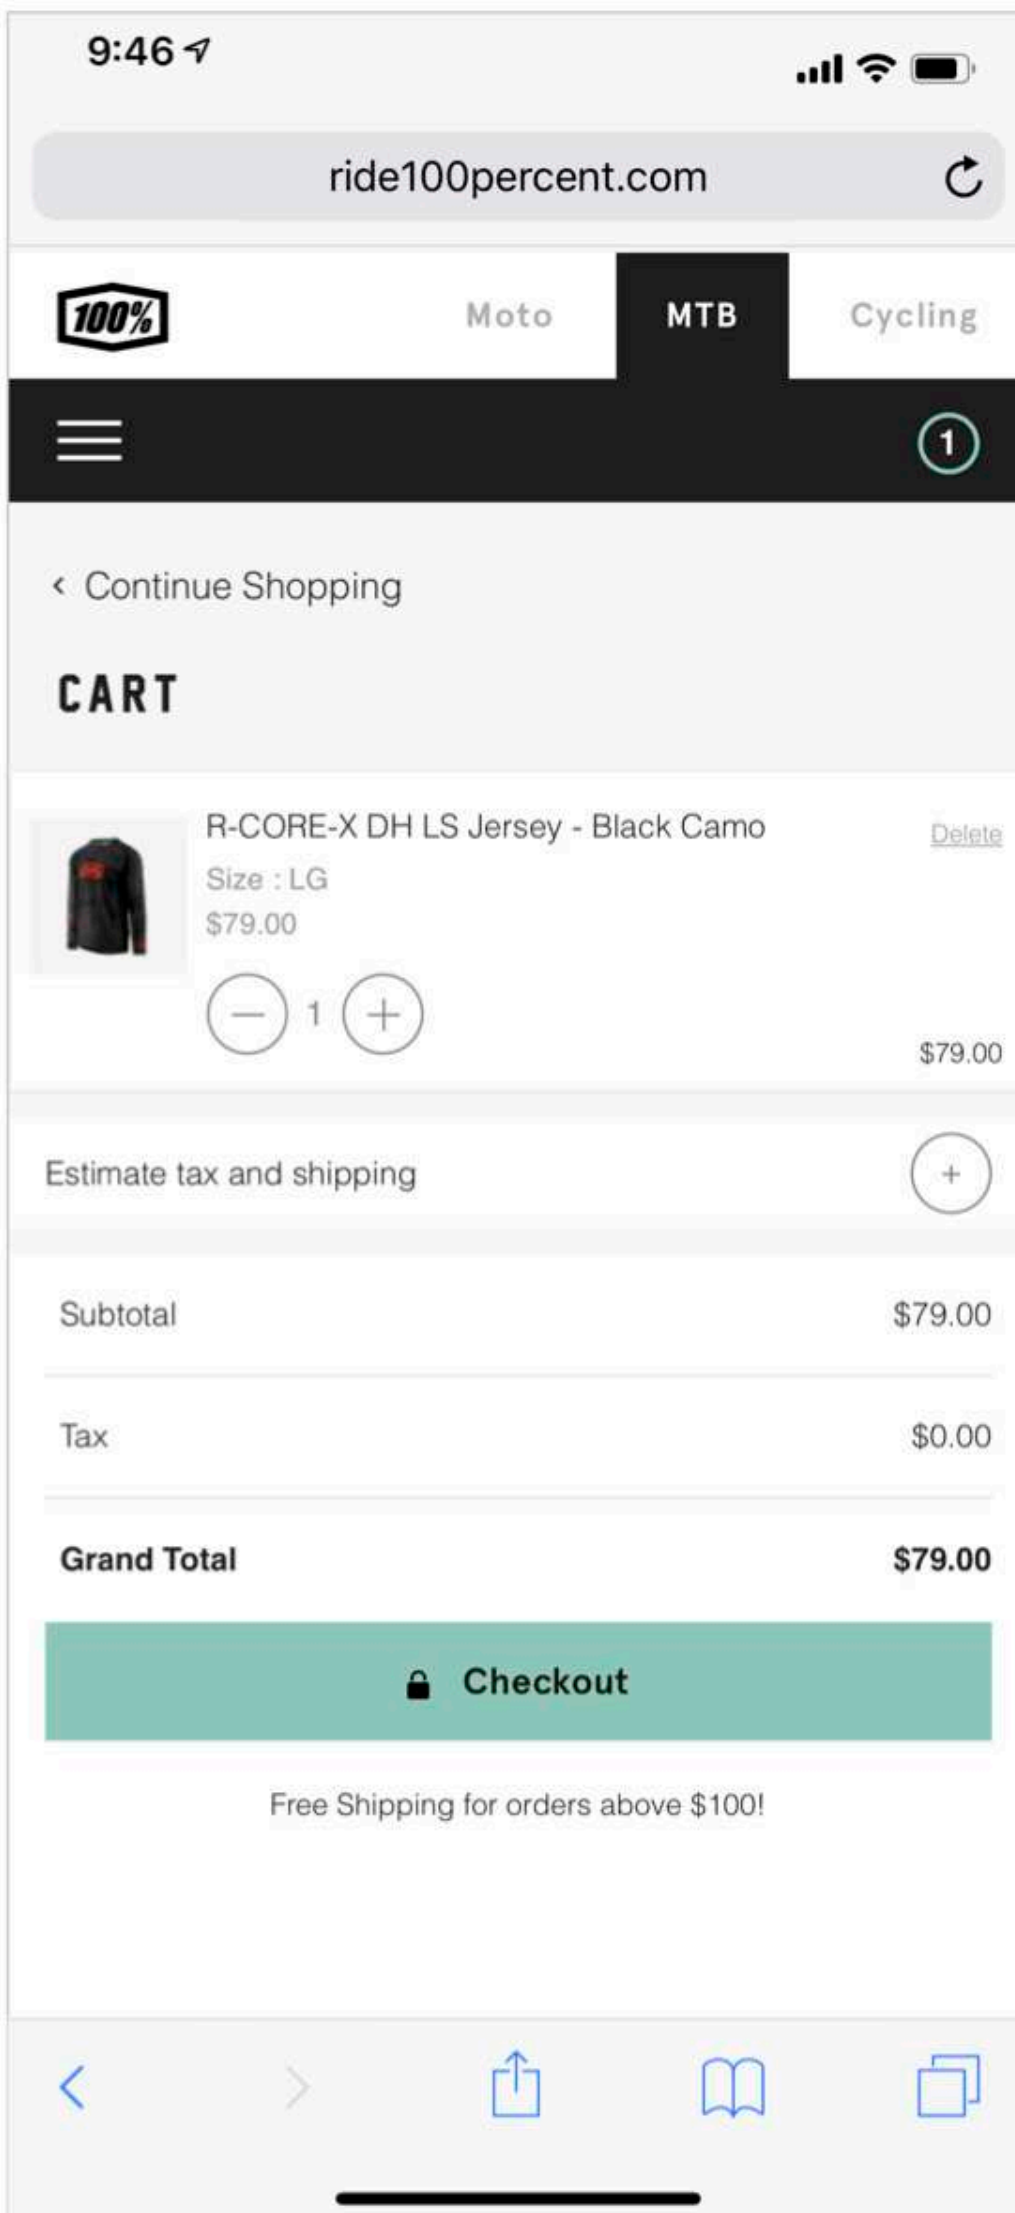 9:46
ride100percent.com
100%
Moto
MTB
Cycling
1
< Continue Shopping
CART
R-CORE-X DH LS Jersey - Black Camo
Delete
Size : LG
$79.00
1
$79.00
Estimate tax and shipping
Subtotal
$79.00
Tax
$0.00
Grand Total
$79.00
Checkout
Free Shipping for orders above $100!